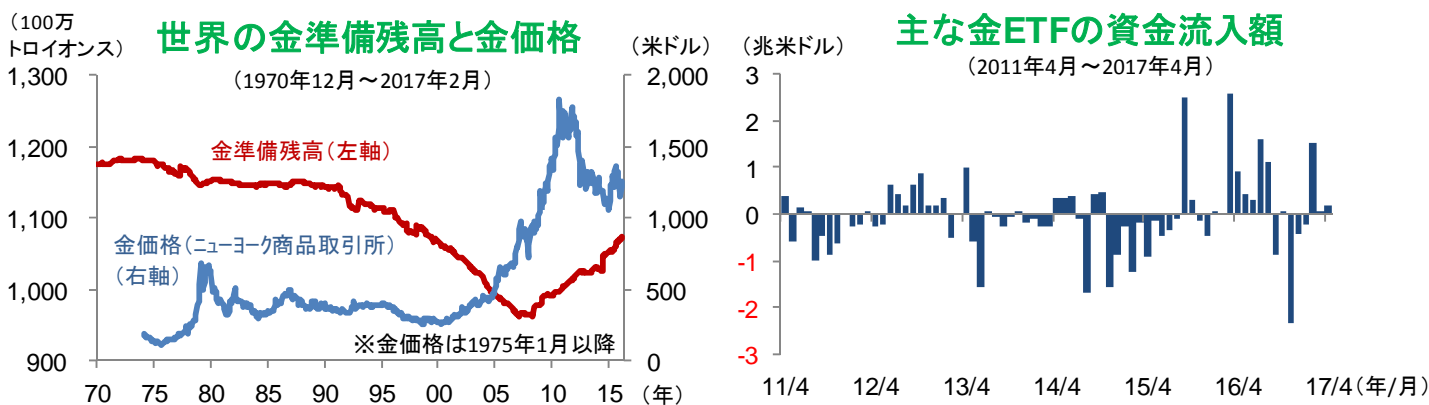 (100万
トロイオンス)
世界の金準備残高と金価格
(米ドル)
(1970年12月～2017年2月)
1,300
1,200
1,100
1,000
900
2,000
1,500
1,000
500
0
金準備残高(左軸)
金価格(ニューヨーク商品取引所)
(右軸)
※金価格は1975年1月以降
70 75 80 85 90 95 00 05 10 15 (年)
(兆米ドル)
主な金ETFの資金流入額
(2011年4月～2017年4月)
3
2
1
0
-1
-2
-3
11/4 12/4 13/4 14/4 15/4 16/4 17/4 (年/月)